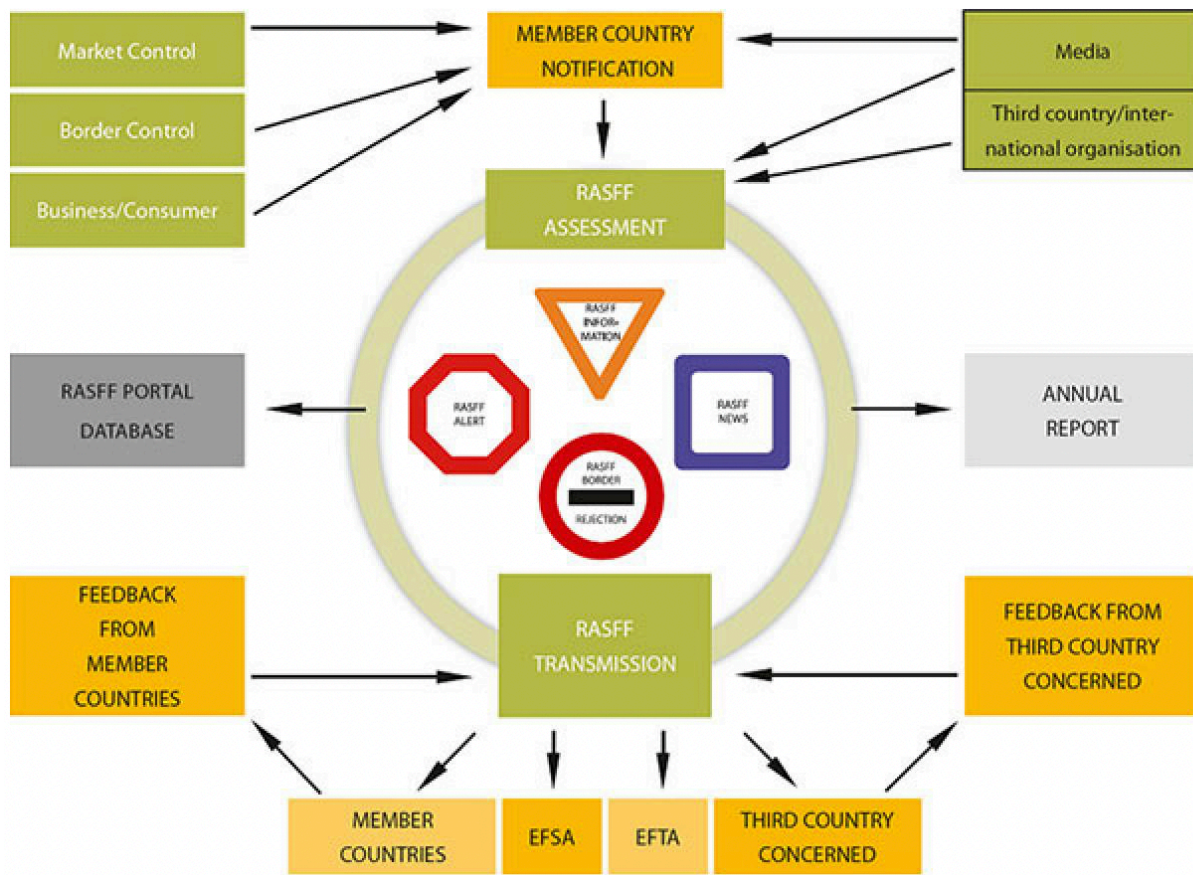 Market Control
Border Control
Business/Consumer
MEMBER COUNTRY
NOTIFICATION
Media
Third country/inter-
national organisation
RASFF
ASSESSMENT
RASFF
INFOR-
MATION
RASFF
ALERT
RASFF
NEWS
RASFF
BORDER
REJECTION
RASFF PORTAL
DATABASE
ANNUAL
REPORT
FEEDBACK
FROM
MEMBER
COUNTRIES
RASFF
TRANSMISSION
FEEDBACK FROM
THIRD COUNTRY
CONCERNED
MEMBER
COUNTRIES
EFSA
EFTA
THIRD COUNTRY
CONCERNED